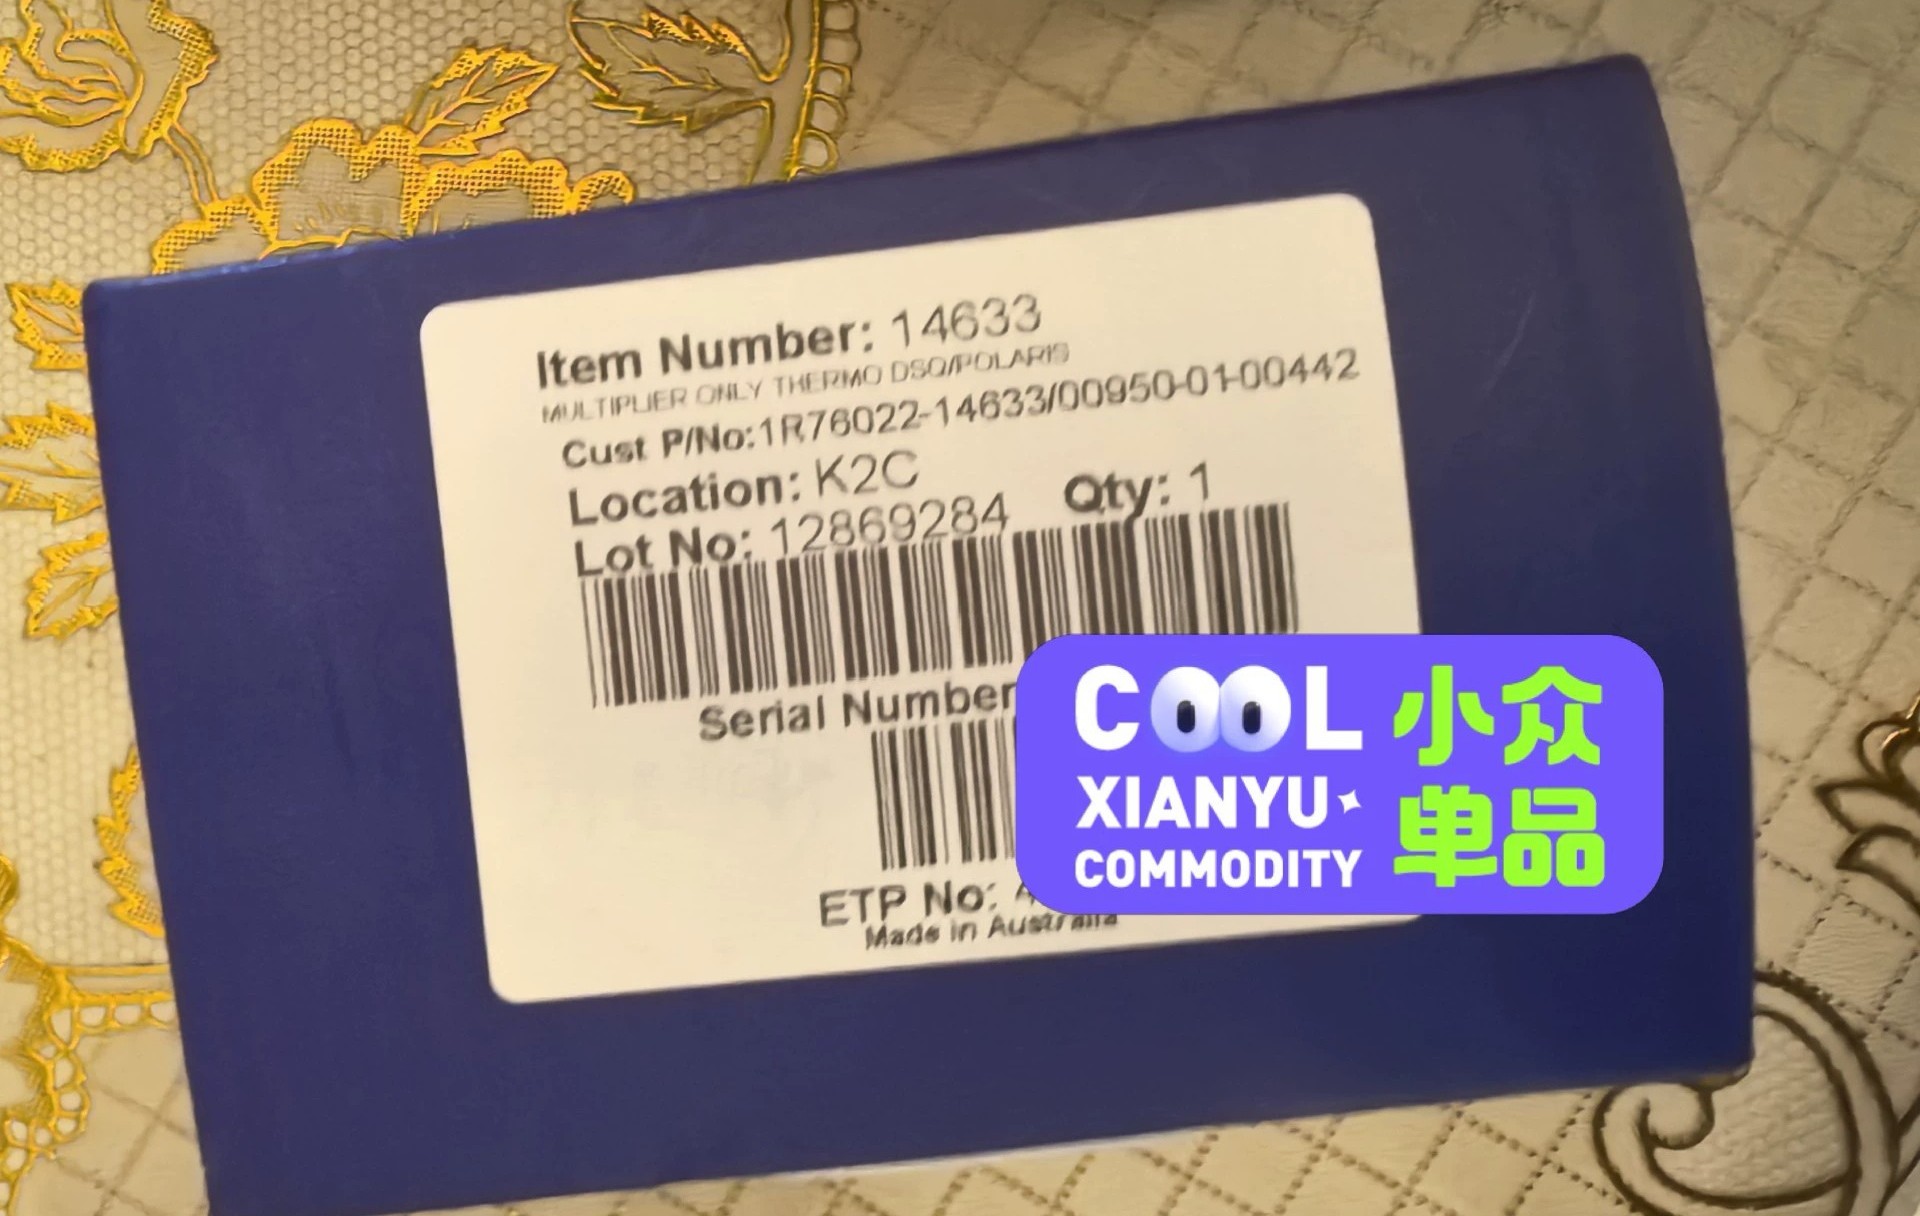 Item Number: 14633
MULTIPLIER ONLY THERMO DSQ/POLARIS
Cust P/No:1R76022-14633/00950-01-00442
Location: K2C
Qty: 1
Lot No: 12869284
Serial Number
ETP No:
Made in Australia
COOL 小众
XIANYU
单品
COMMODITY